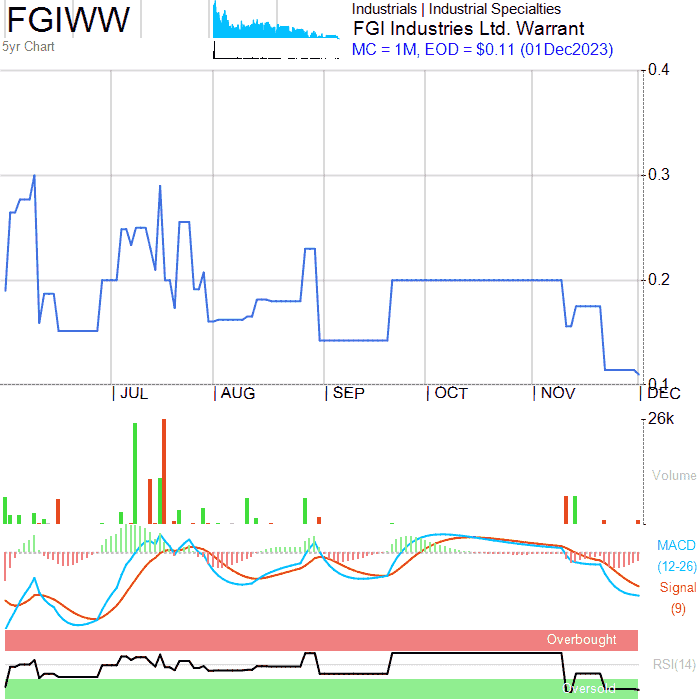 FGIWW
5yr Chart
Industrials | Industrial Specialties
FGI Industries Ltd. Warrant
MC = 1M, EOD = $0.11 (01Dec2023)
0.4
0.3
0.2
0.1
JUL
AUG
SEP
OCT
NOV
DEC
26k
Volume
MACD
(12-26)
Signal
(9)
Overbought
RSI(14)
Oversold